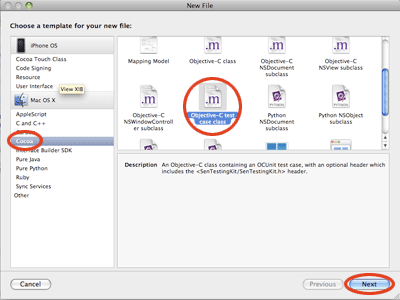 New File
Choose a template for your new file:
iPhone OS
Cocoa Touch Class
Code Signing
Resource
User Interface
View XIB
Mac OS X
AppleScript
C and C++
Cocoa
Interface Builder SDK
Pure Java
Pure Python
Ruby
Sync Services
Other
Mapping Model
Objective-C class
Objective-C
NSDocument
subclass
Objective-C
NSView subclass
Objective-C
NSWindowControll
er subclass
Objective-C test
case class
Python
NSDocument
subclass
Python NSObject
subclass
Description An Objective-C class containing an OCUnit test case, with an optional header which
includes the <SenTestingKit/SenTestingKit.h> header.
Cancel
Previous
Next